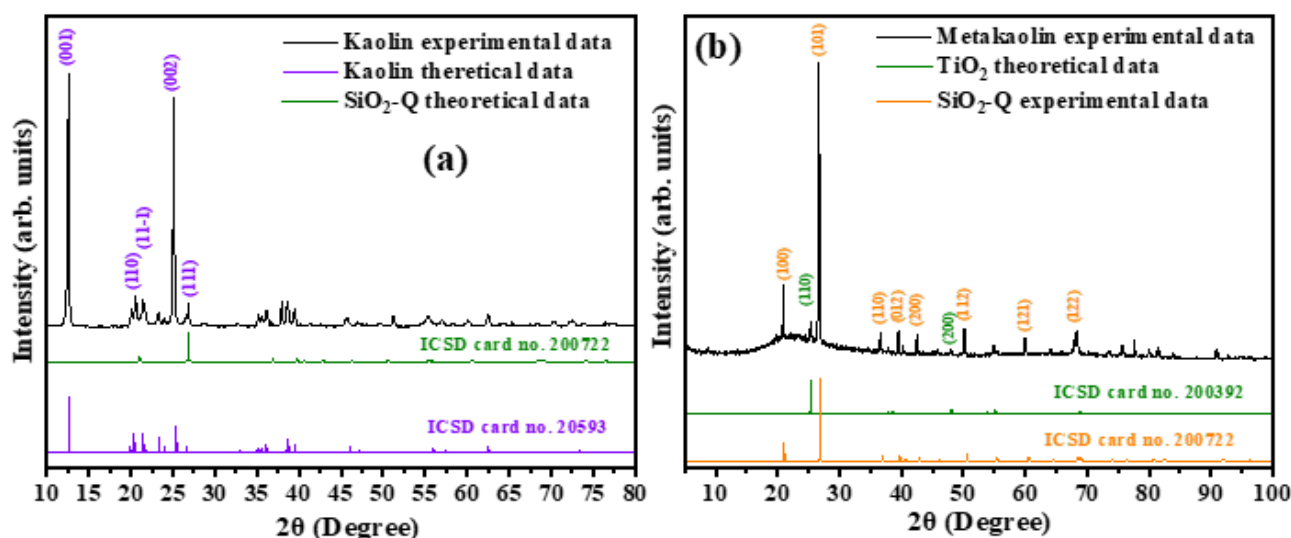 Kaolin experimental data
Kaolin theretical data
SiO₂-Q theoretical data
(a)
(001)
(002)
(11-1)
(110)
(111)
ICSD card no. 200722
ICSD card no. 20593
Intensity (arb. units)
10 15 20 25 30 35 40 45 50 55 60 65 70 75 80
2θ (Degree)
(b)
Metakaolin experimental data
TiO₂ theoretical data
SiO₂-Q experimental data
(101)
(100)
(110)
(110)
(012)
(200)
(200)
(112)
(121)
(122)
ICSD card no. 200392
ICSD card no. 200722
Intensity (arb. units)
10 20 30 40 50 60 70 80 90 100
2θ (Degree)